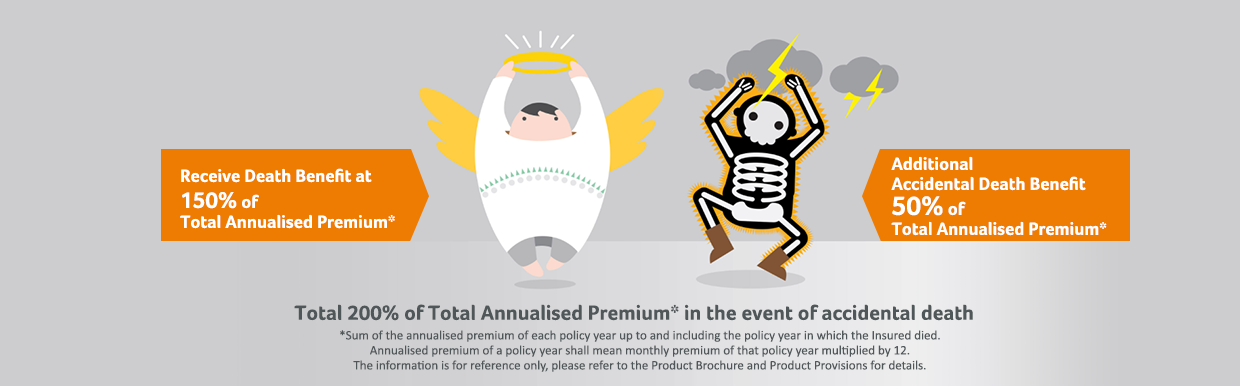 Receive Death Benefit at
150% of
Total Annualised Premium*
Additional
Accidental Death Benefit
50% of
Total Annualised Premium*
Total 200% of Total Annualised Premium* in the event of accidental death
*Sum of the annualised premium of each policy year up to and including the policy year in which the Insured died.
Annualised premium of a policy year shall mean monthly premium of that policy year multiplied by 12.
The information is for reference only, please refer to the Product Brochure and Product Provisions for details.